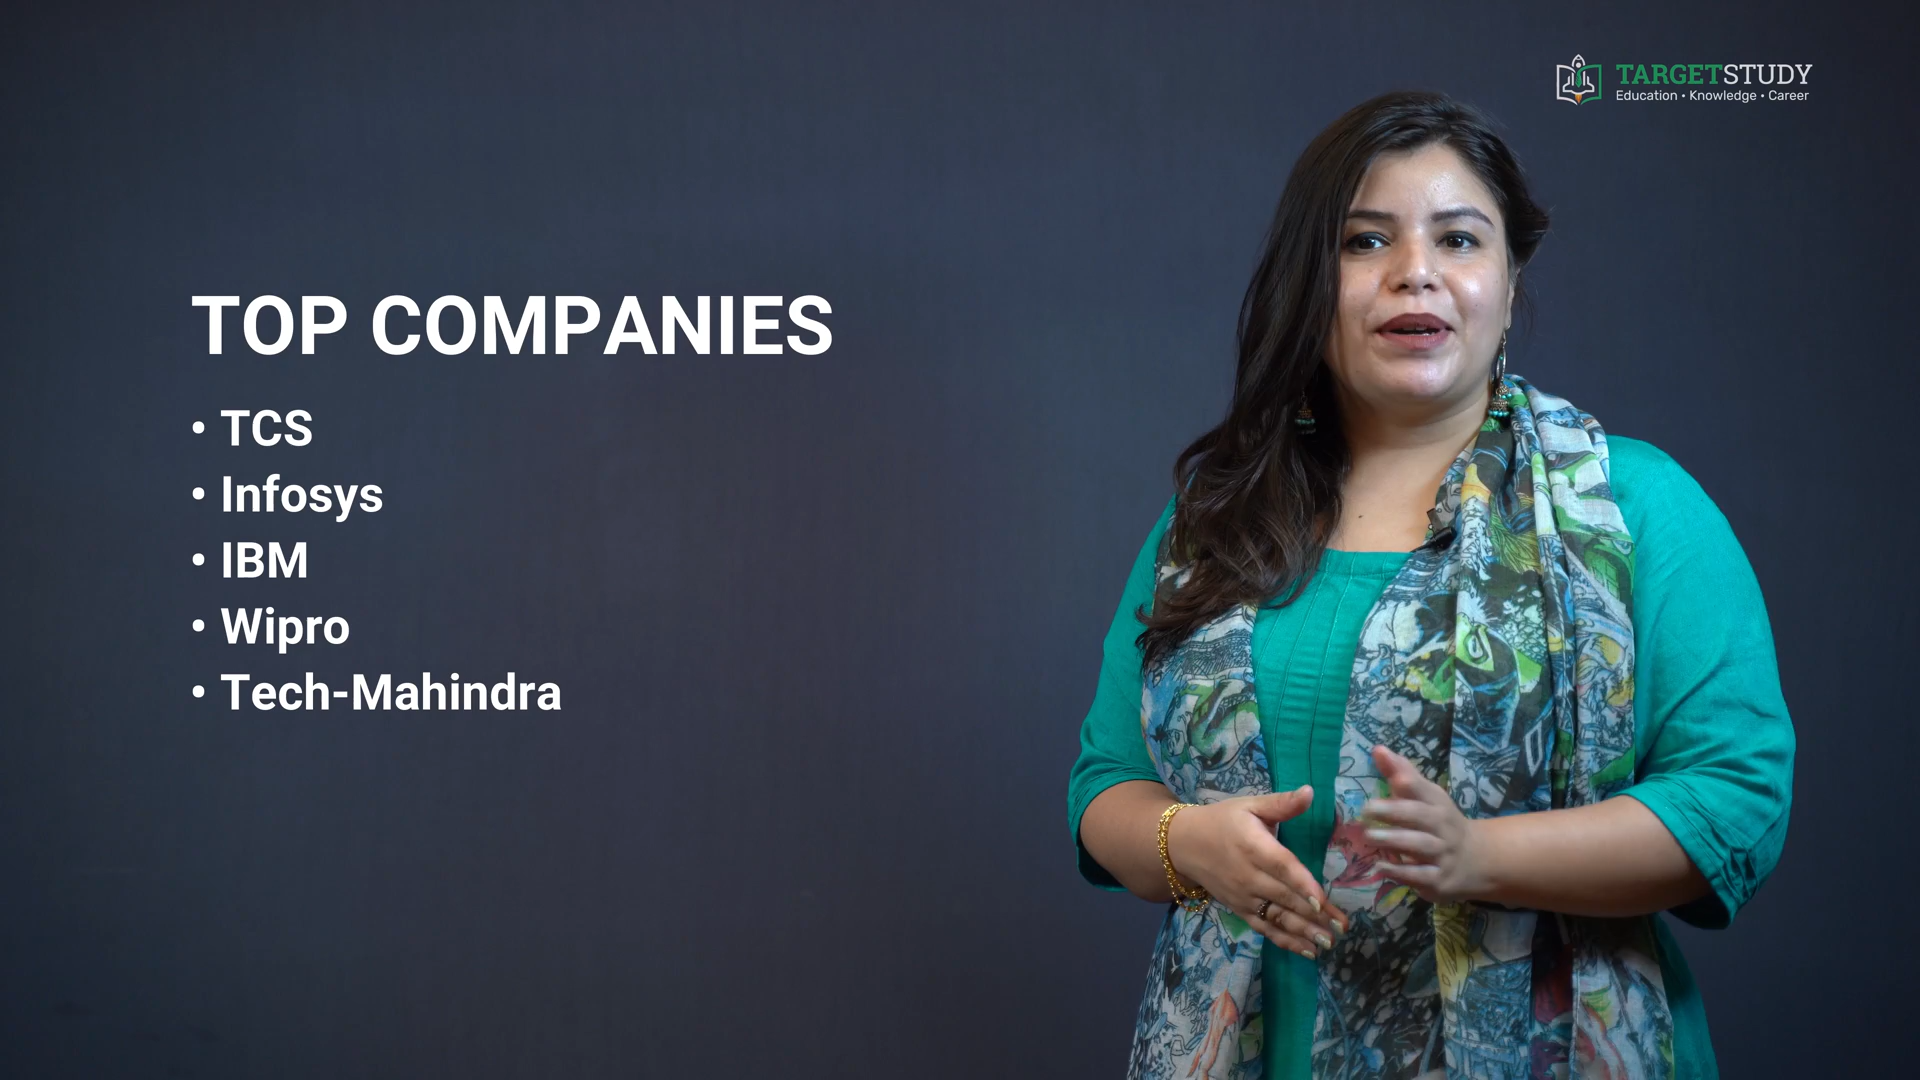 TARGETSTUDY
Education • Knowledge • Career
TOP COMPANIES
• TCS
• Infosys
• IBM
• Wipro
• Tech-Mahindra